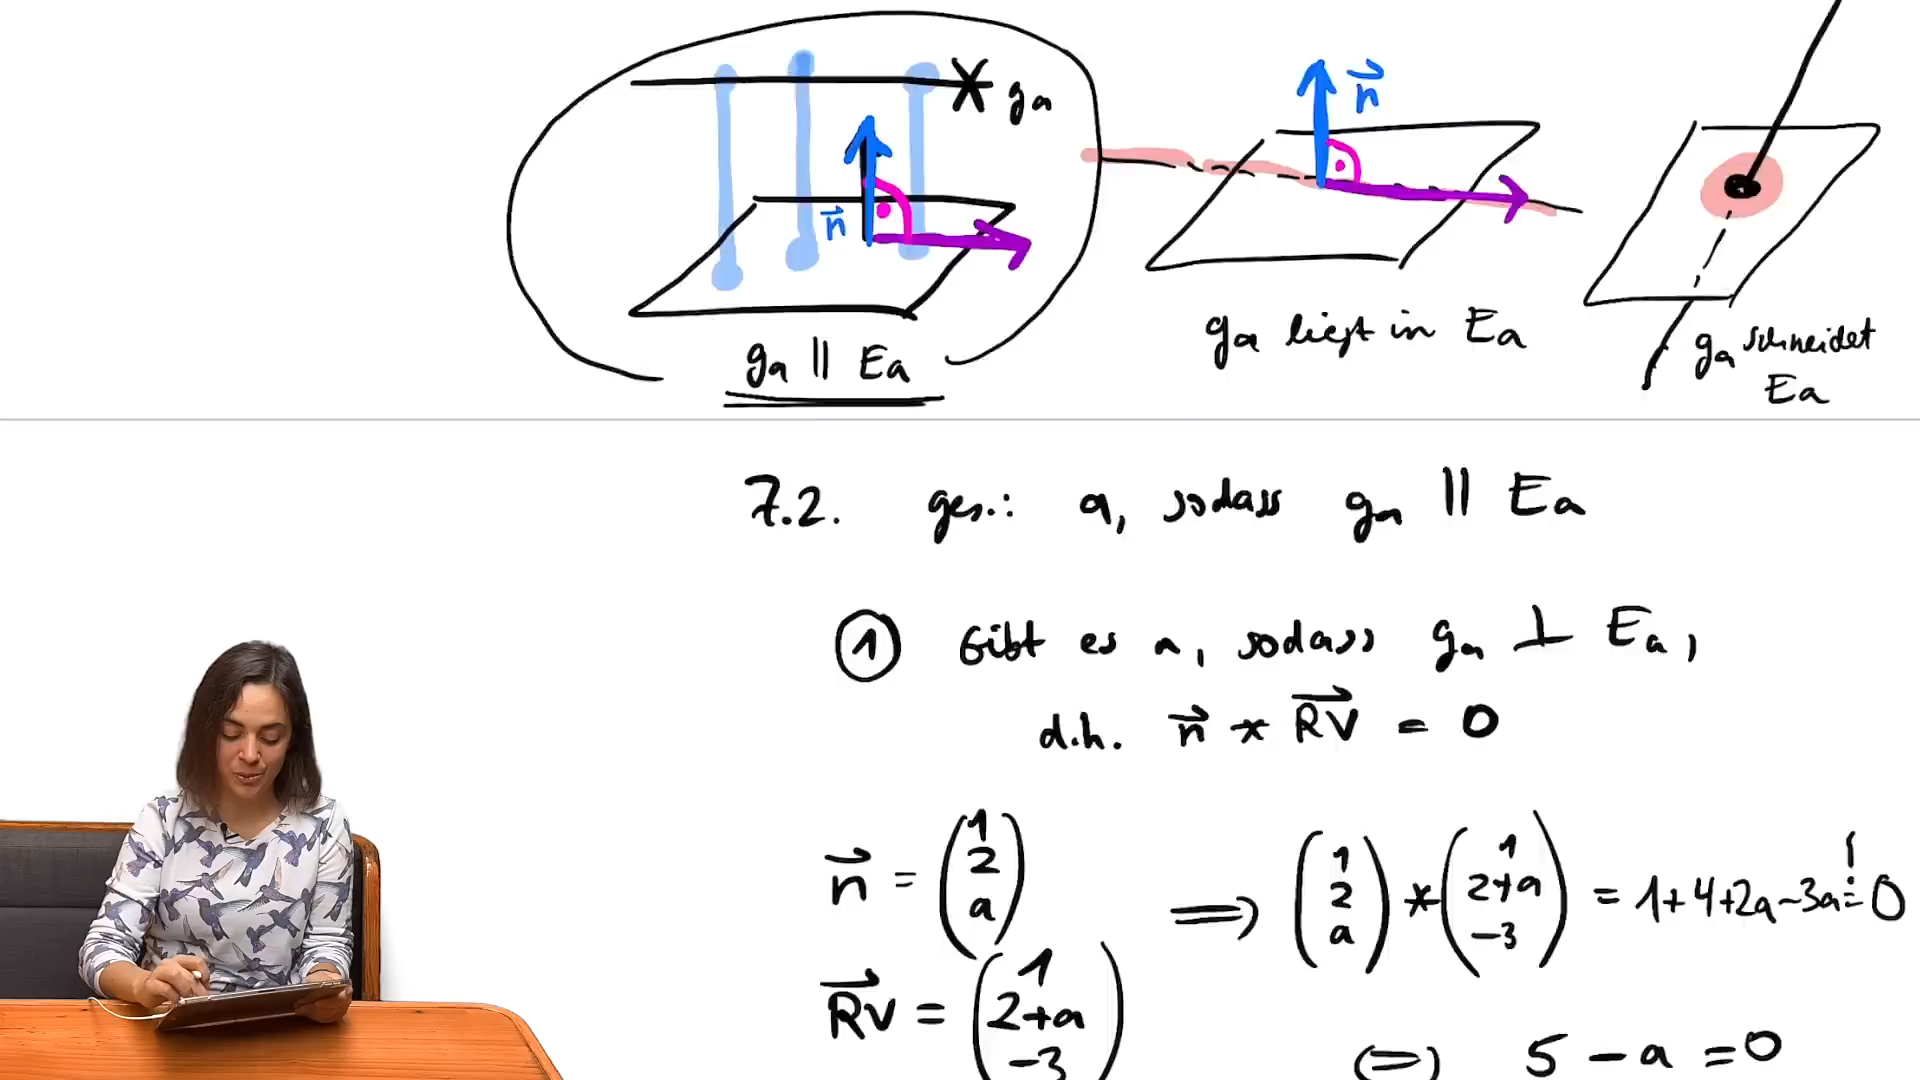 gₐ
n⃗
n⃗
gₐ || Eₐ
gₐ liegt in Eₐ
gₐ schneidet
Eₐ
7.2. ges.: a, sodass gₐ || Eₐ
① Gibt es a, sodass gₐ ⊥ Eₐ,
d.h. n⃗ * RV⃗ = 0
n⃗ = (1 2 a) ⟹ (1 2 a) * (1 2+a -3) = 1+4+2a-3a != 0
RV⃗ = (1 2+a -3)
⟺ 5 - a = 0